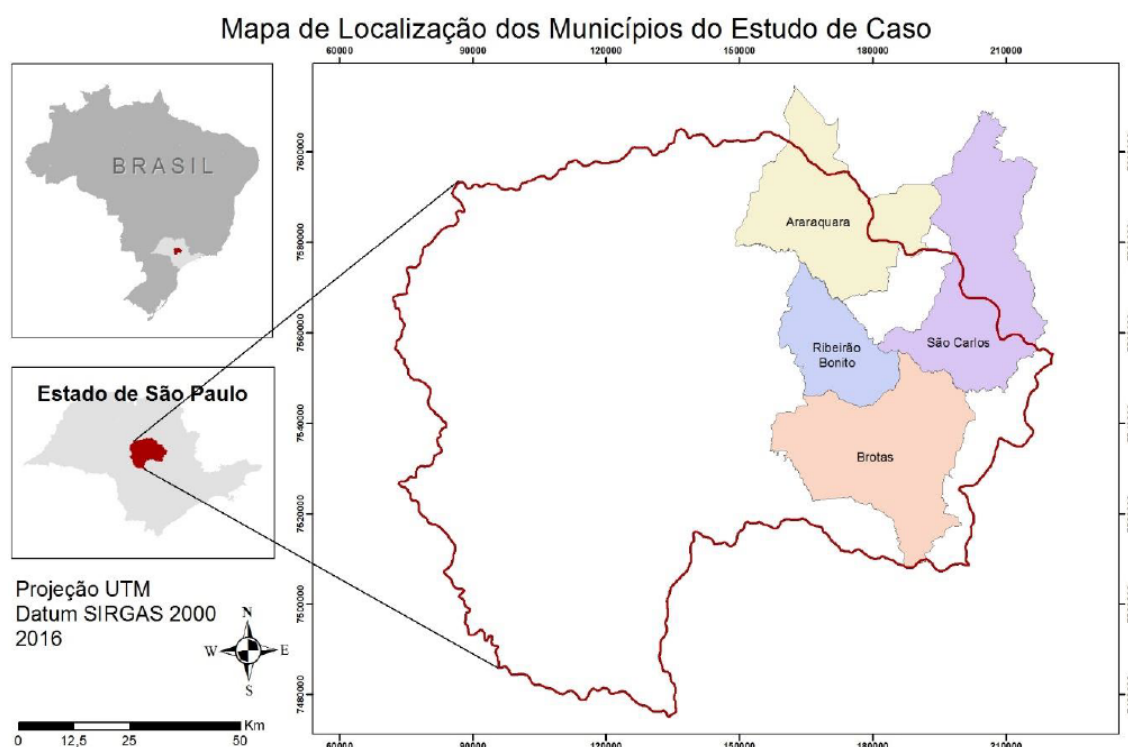 Mapa de Localização dos Municípios do Estudo de Caso
60000 90000 120000 150000 180000 210000
BRASIL
Estado de São Paulo
Projeção UTM
Datum SIRGAS 2000
2016
N
W E
S
Km
0 12,5 25 50
7600000
7580000
7560000
7540000
7520000
7500000
7480000
Araraquara
Ribeirão
Bonito
São Carlos
Brotas
60000 90000 120000 150000 180000 210000